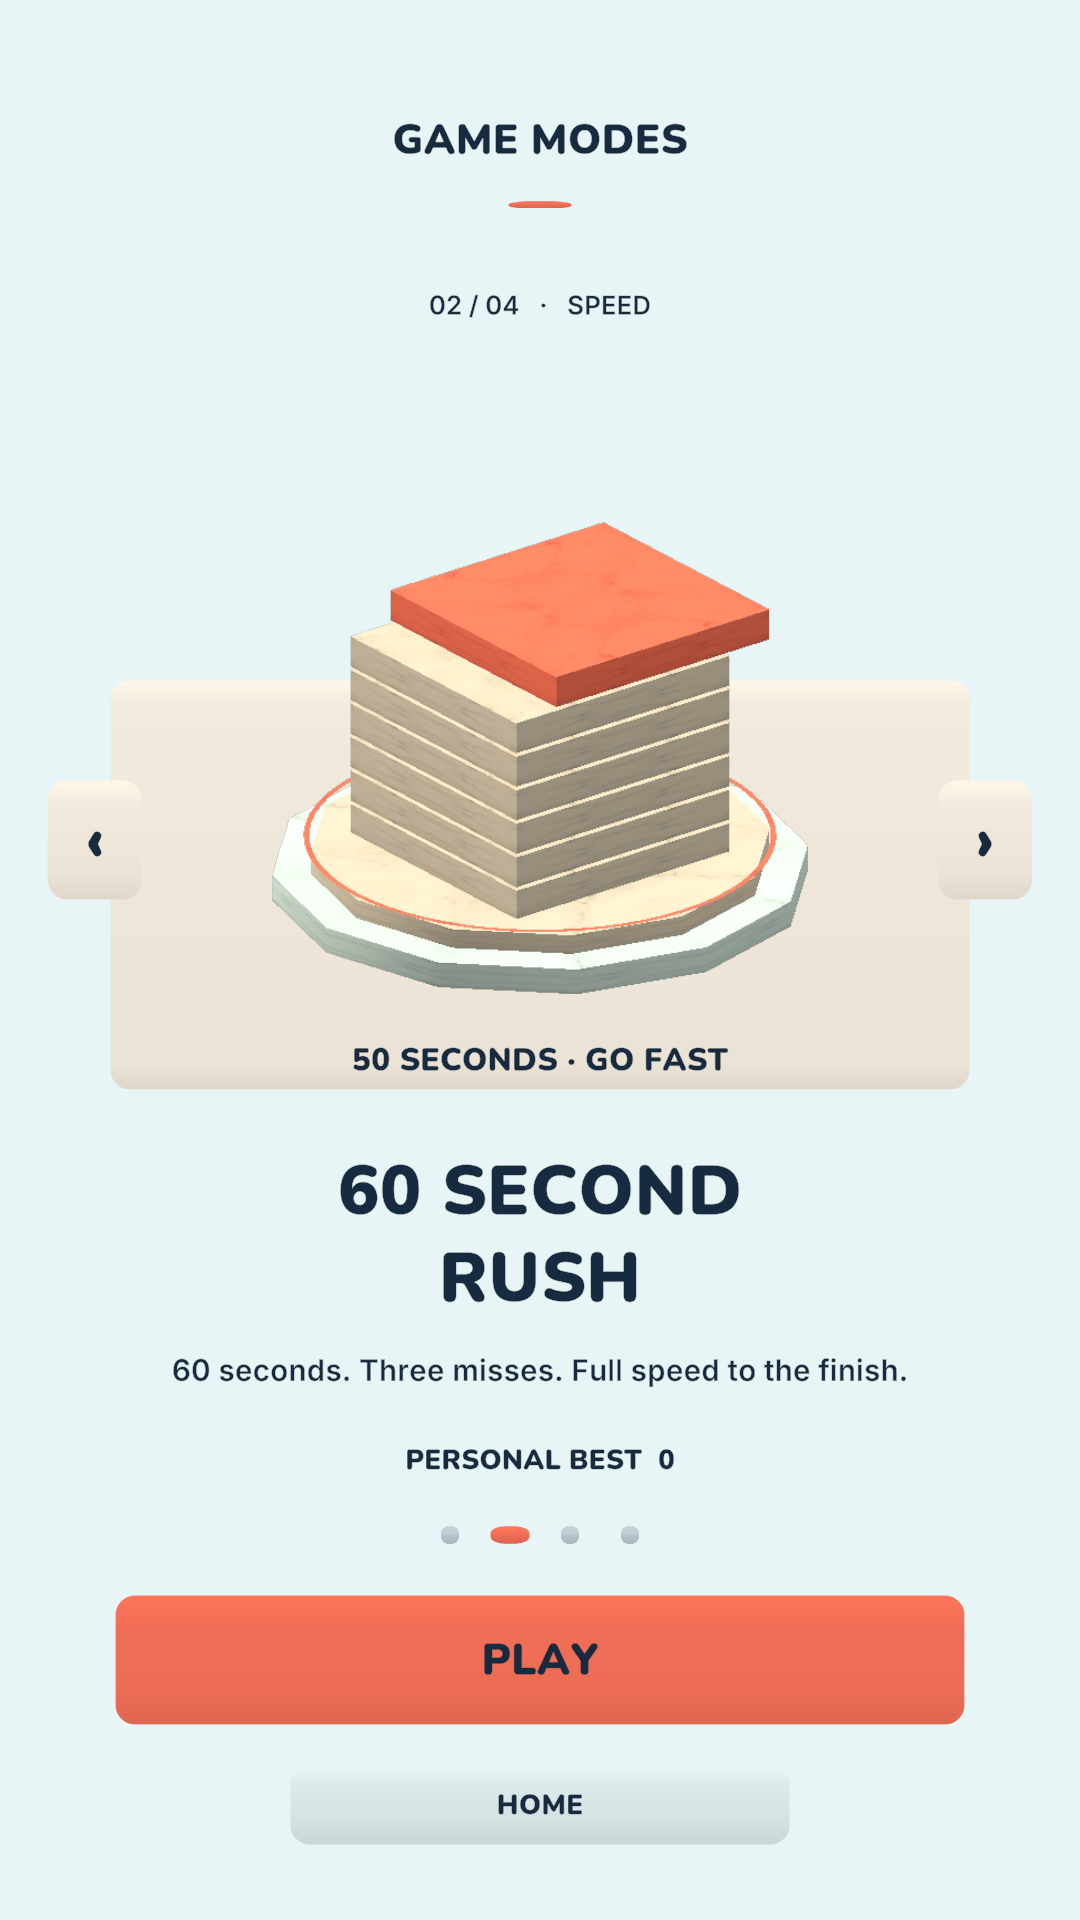 GAME MODES
02 / 04 · SPEED
‹
›
50 SECONDS · GO FAST
60 SECOND
RUSH
60 seconds. Three misses. Full speed to the finish.
PERSONAL BEST 0
PLAY
HOME